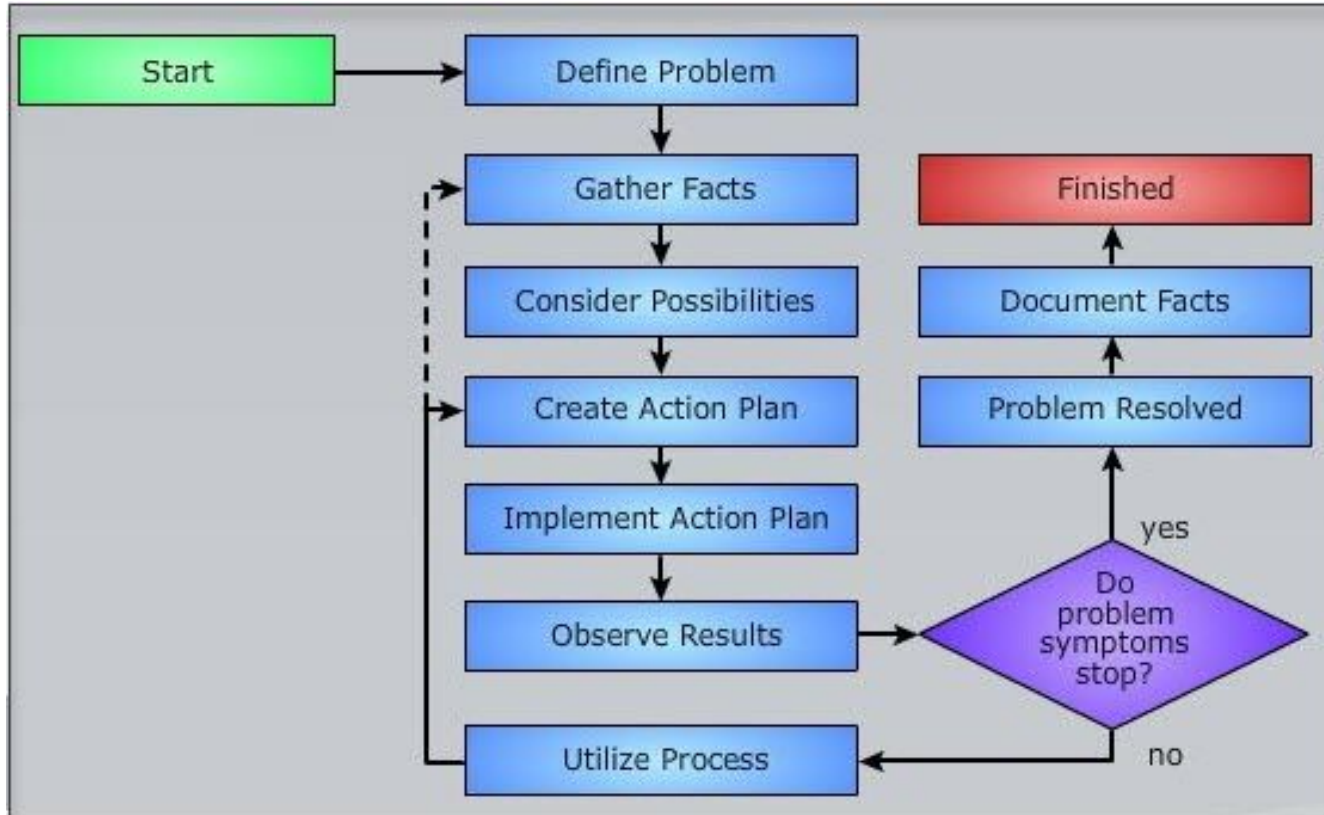 Start
Define Problem
Gather Facts
Finished
Consider Possibilities
Document Facts
Create Action Plan
Problem Resolved
Implement Action Plan
yes
Do
problem
symptoms
stop?
Observe Results
Utilize Process
no